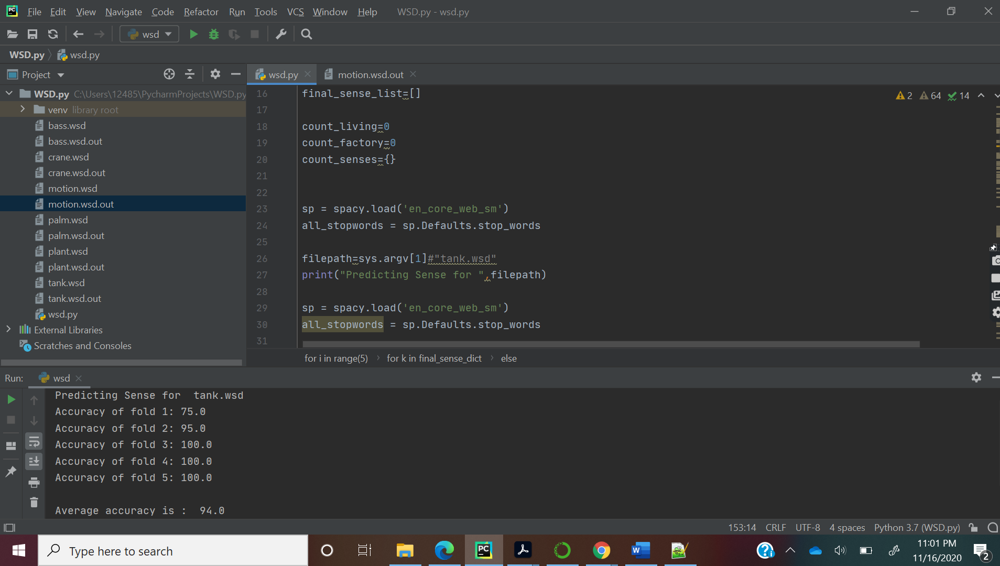 PC File Edit View Navigate Code Refactor Run Tools VCS Window Help WSD.py - wsd.py
wsd
WSD.py wsd.py
Project
wsd.py motion.wsd.out
WSD.py C:\Users\12485\PycharmProjects\WSD.py
venv library root
bass.wsd
bass.wsd.out
crane.wsd
crane.wsd.out
motion.wsd
motion.wsd.out
palm.wsd
palm.wsd.out
plant.wsd
plant.wsd.out
tank.wsd
tank.wsd.out
wsd.py
External Libraries
Scratches and Consoles
2 64 14
16 final_sense_list=[]
17
18 count_living=0
19 count_factory=0
20 count_senses={}
21
22
23 sp = spacy.load('en_core_web_sm')
24 all_stopwords = sp.Defaults.stop_words
25
26 filepath=sys.argv[1]#"tank.wsd"
27 print("Predicting Sense for ",filepath)
28
29 sp = spacy.load('en_core_web_sm')
30 all_stopwords = sp.Defaults.stop_words
31
for i in range(5) for k in final_sense_dict else
Run: wsd
Predicting Sense for  tank.wsd
Accuracy of fold 1: 75.0
Accuracy of fold 2: 95.0
Accuracy of fold 3: 100.0
Accuracy of fold 4: 100.0
Accuracy of fold 5: 100.0
Average accuracy is :  94.0
153:14 CRLF UTF-8 4 spaces Python 3.7 (WSD.py)
Type here to search
PC
W
11:01 PM
11/16/2020
2